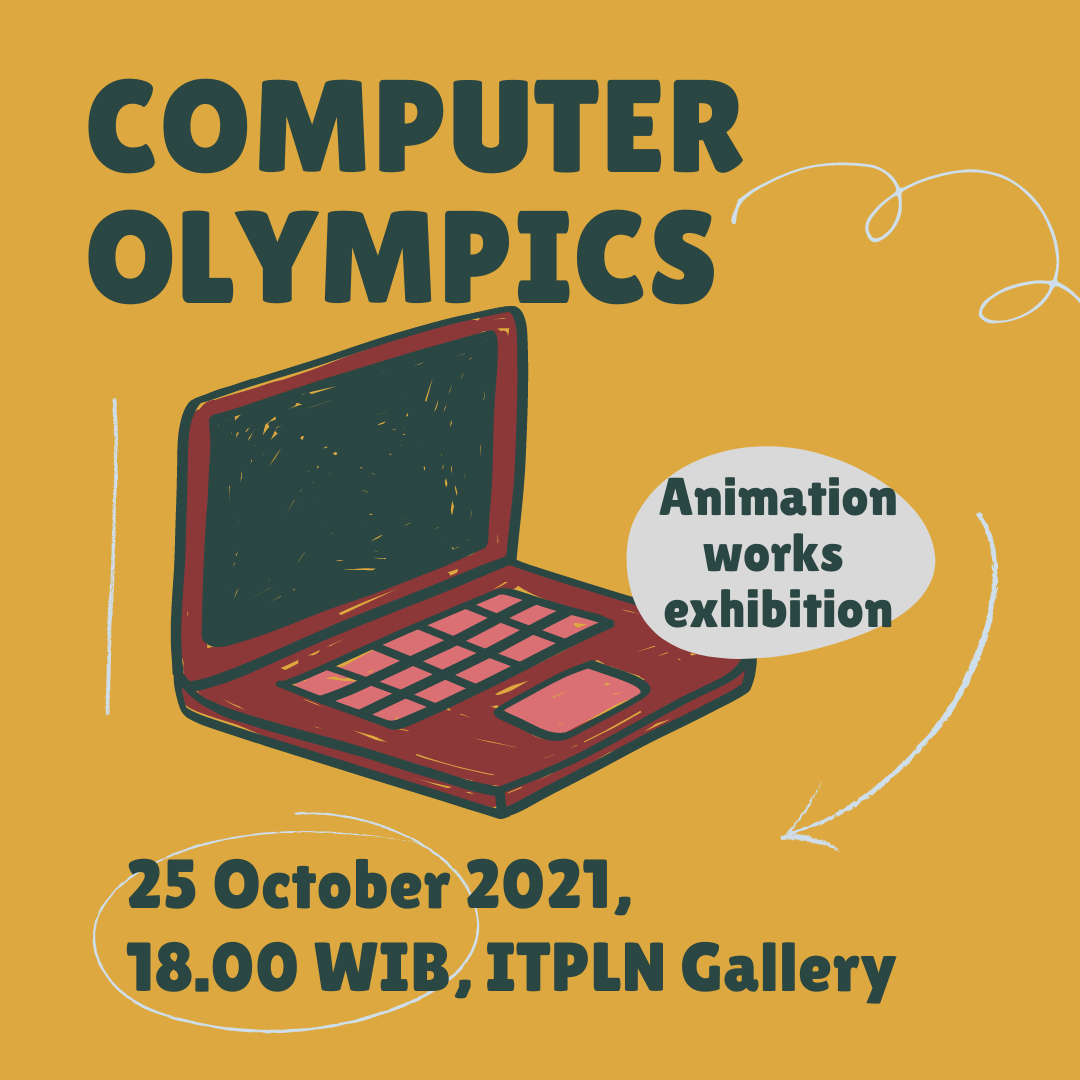 COMPUTER
OLYMPICS
Animation
works
exhibition
25 October 2021,
18.00 WIB, ITPLN Gallery